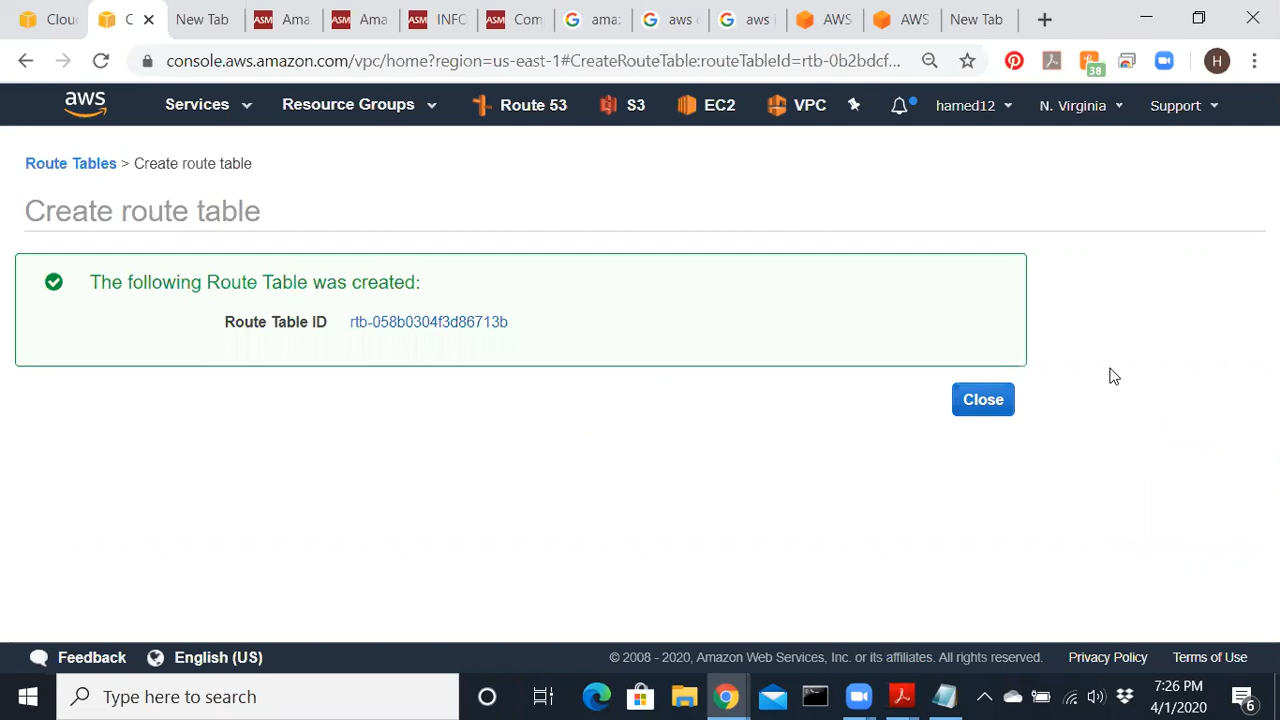 Clou
C
New Tab
Ama
Ama
INFC
Com
ama
aws
aws
AWS
AWS
New Tab
console.aws.amazon.com/vpc/home?region=us-east-1#CreateRouteTable:routeTableId=rtb-0b2bdcf...
38
H
aws
Services
Resource Groups
Route 53
S3
EC2
VPC
hamed12
N. Virginia
Support
Route Tables > Create route table
Create route table
The following Route Table was created:
Route Table ID rtb-058b0304f3d86713b
Close
Feedback
English (US)
© 2008 - 2020, Amazon Web Services, Inc. or its affiliates. All rights reserved.
Privacy Policy
Terms of Use
Type here to search
7:26 PM
4/1/2020
6